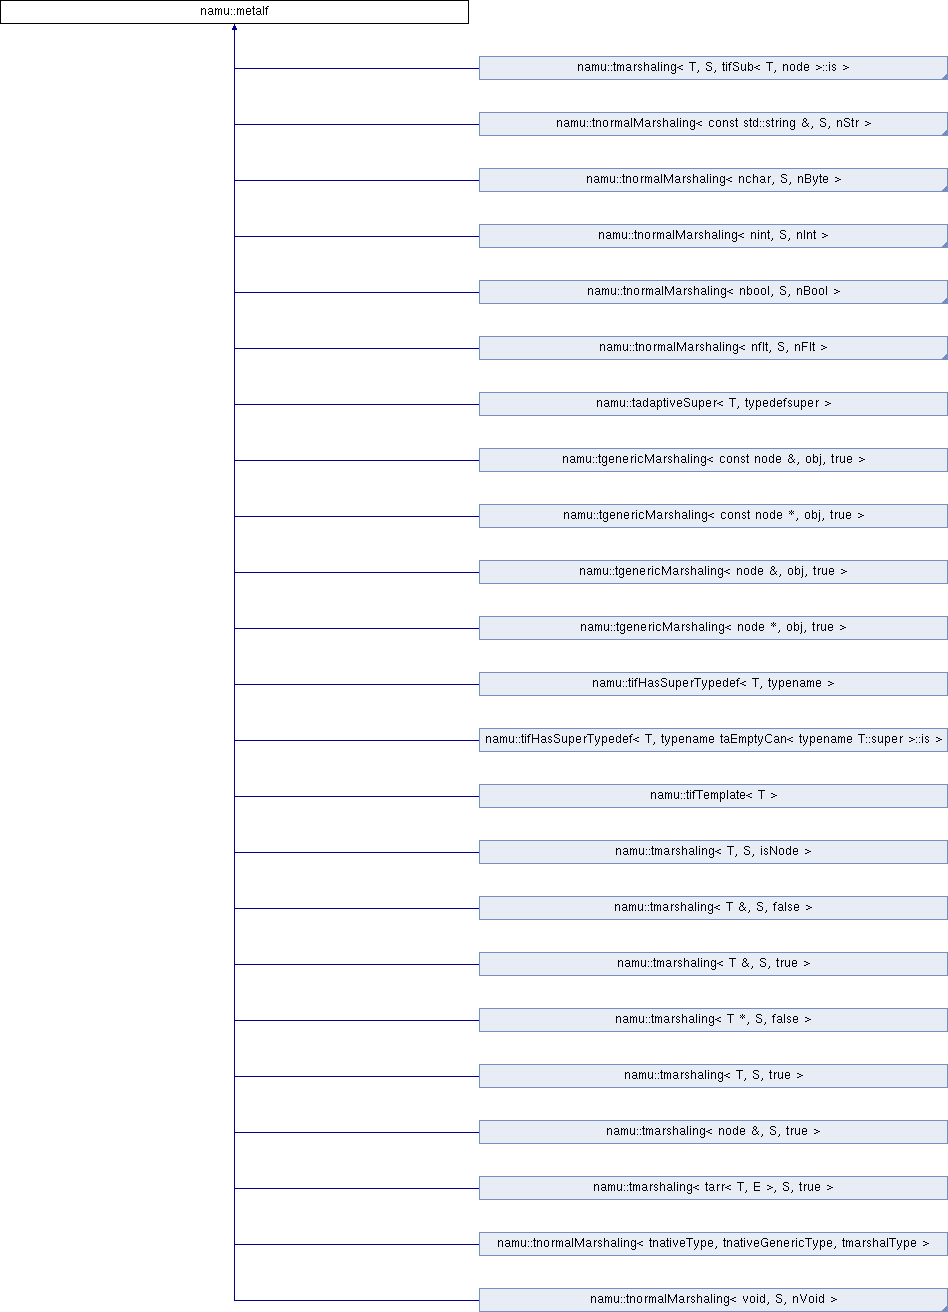 namu::metaIf
namu::tmarshaling< T, S, tifSub< T, node >::is >
namu::tnormalMarshaling< const std::string &, S, nStr >
namu::tnormalMarshaling< nchar, S, nByte >
namu::tnormalMarshaling< nint, S, nInt >
namu::tnormalMarshaling< nbool, S, nBool >
namu::tnormalMarshaling< nflt, S, nFlt >
namu::tadaptiveSuper< T, typedefsuper >
namu::tgenericMarshaling< const node &, obj, true >
namu::tgenericMarshaling< const node *, obj, true >
namu::tgenericMarshaling< node &, obj, true >
namu::tgenericMarshaling< node *, obj, true >
namu::tifHasSuperTypedef< T, typename >
namu::tifHasSuperTypedef< T, typename taEmptyCan< typename T::super >::is >
namu::tifTemplate< T >
namu::tmarshaling< T, S, isNode >
namu::tmarshaling< T &, S, false >
namu::tmarshaling< T &, S, true >
namu::tmarshaling< T *, S, false >
namu::tmarshaling< T, S, true >
namu::tmarshaling< node &, S, true >
namu::tmarshaling< tarr< T, E >, S, true >
namu::tnormalMarshaling< tnativeType, tnativeGenericType, tmarshalType >
namu::tnormalMarshaling< void, S, nVoid >